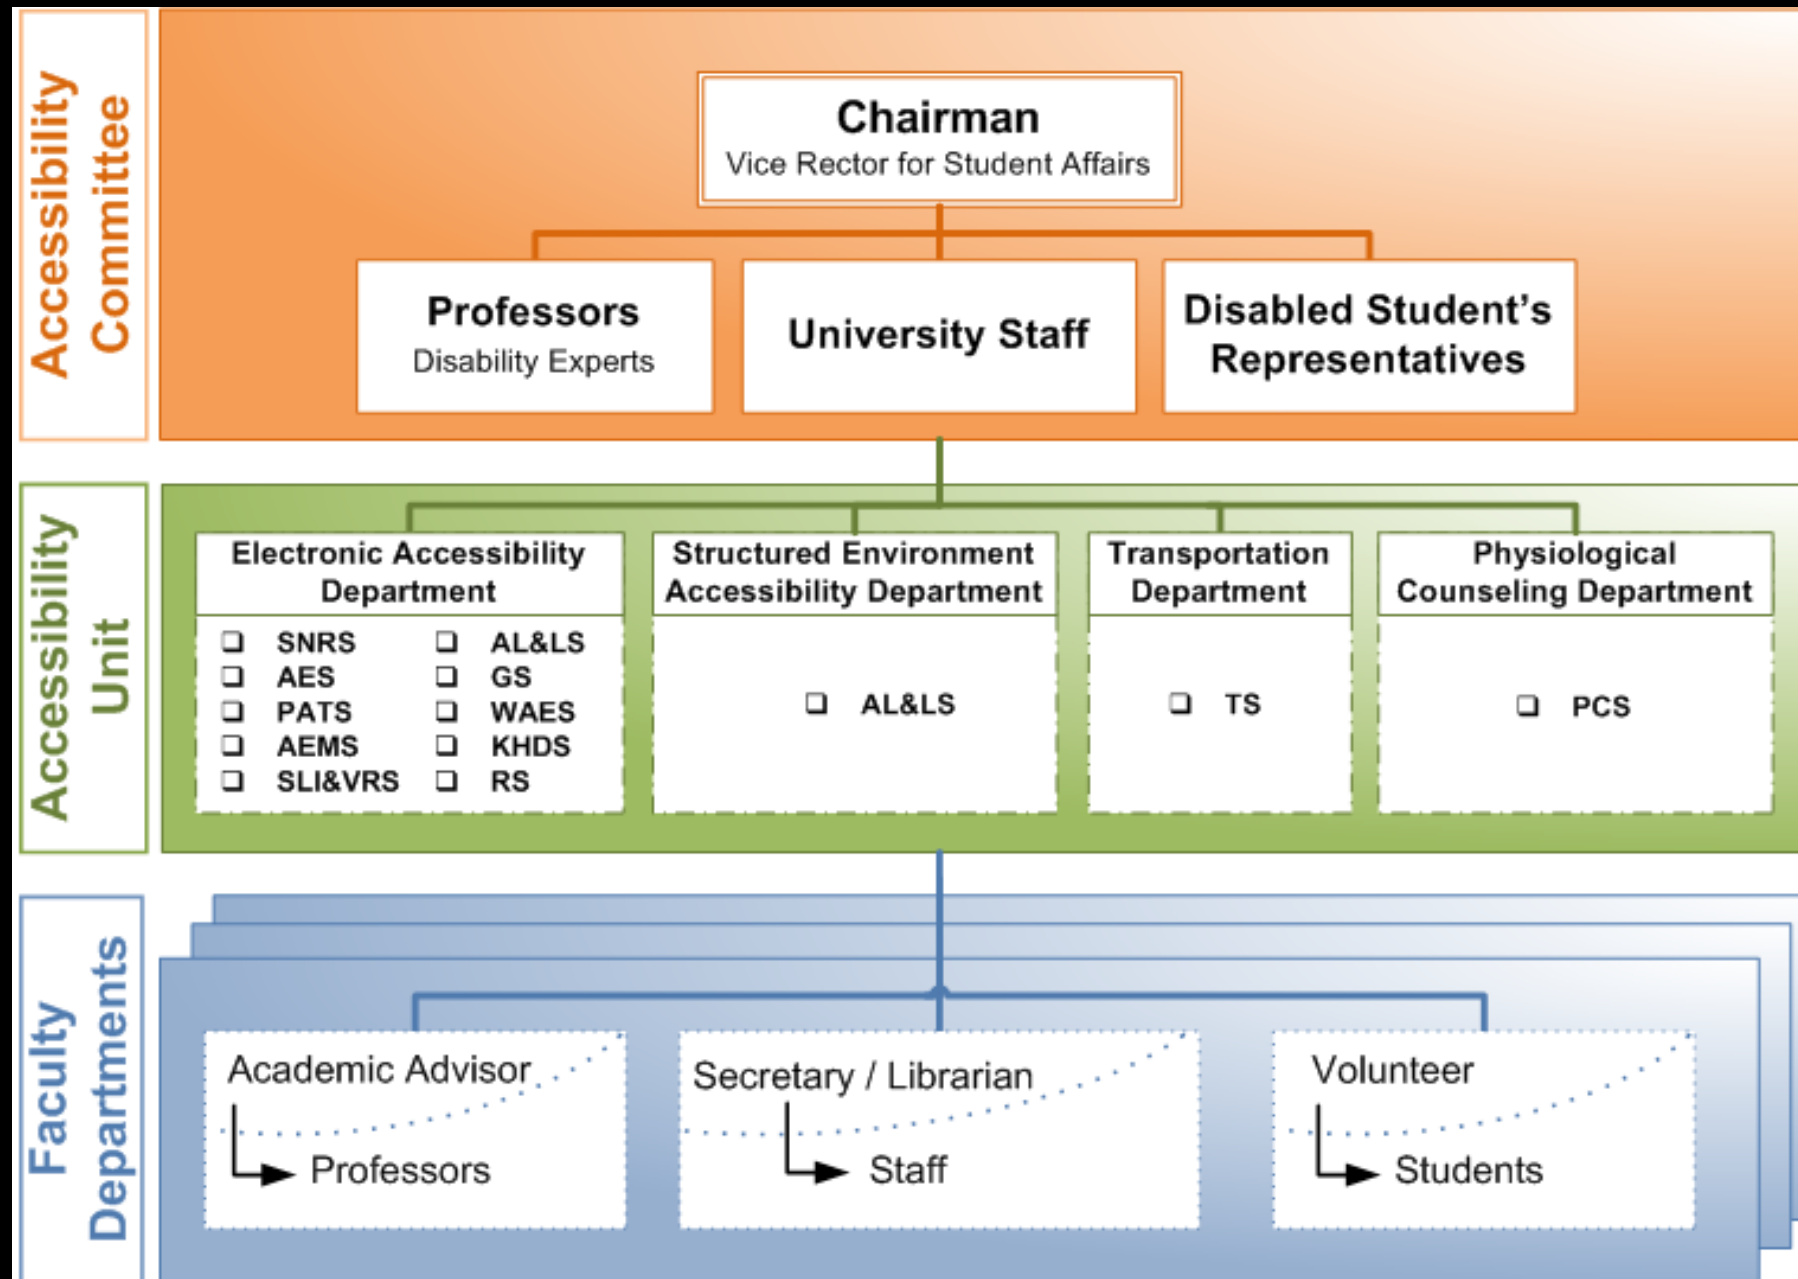 Accessibility
Committee
Chairman
Vice Rector for Student Affairs
Professors
Disability Experts
University Staff
Disabled Student’s
Representatives
Accessibility
Unit
Electronic Accessibility
Department
SNRS
AES
PATS
AEMS
SLI&VRS
AL&LS
GS
WAES
KHDS
RS
Structured Environment
Accessibility Department
AL&LS
Transportation
Department
TS
Physiological
Counseling Department
PCS
Faculty
Departments
Academic Advisor
Professors
Secretary / Librarian
Staff
Volunteer
Students